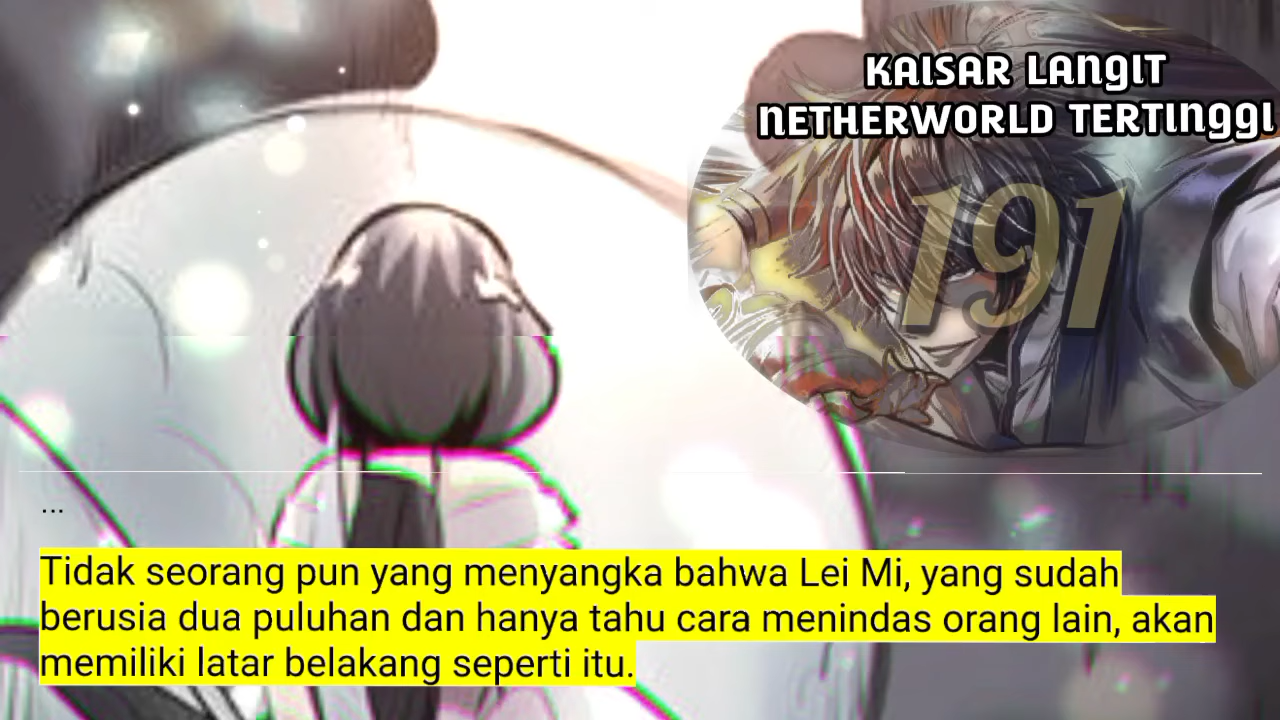 KAISAR LANGIT
NETHERWORLD TERTINGGI
191
...
Tidak seorang pun yang menyangka bahwa Lei Mi, yang sudah
berusia dua puluhan dan hanya tahu cara menindas orang lain, akan
memiliki latar belakang seperti itu.